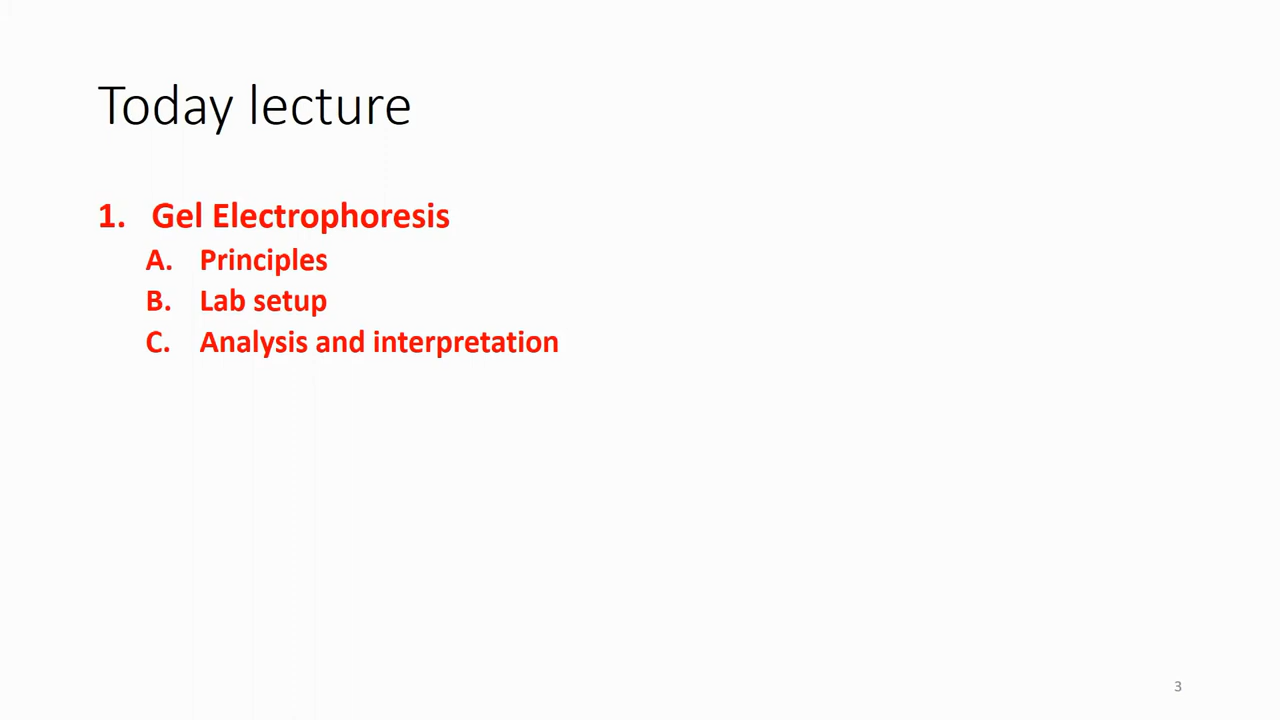 Today lecture
1. Gel Electrophoresis
A. Principles
B. Lab setup
C. Analysis and interpretation
3